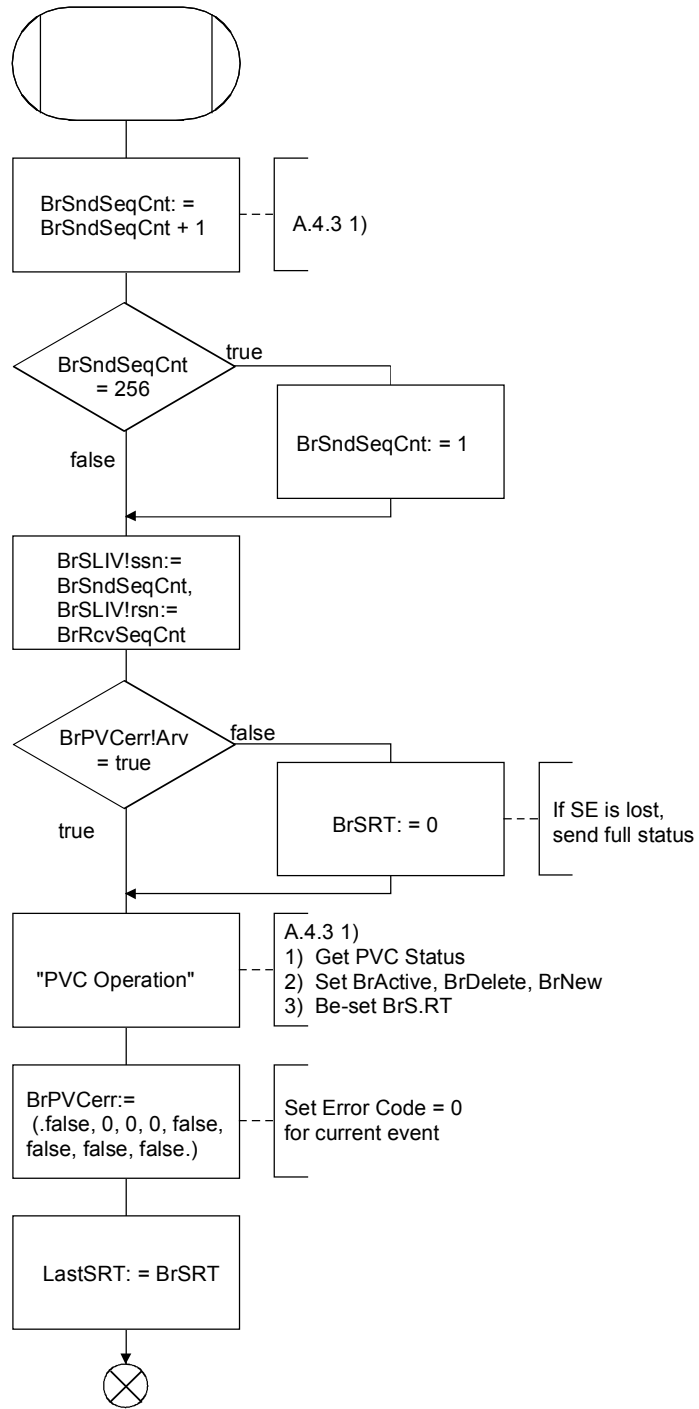 BrSndSeqCnt: =
BrSndSeqCnt + 1
A.4.3 1)
BrSndSeqCnt
= 256
true
false
BrSndSeqCnt: = 1
BrSLIV!ssn:=
BrSndSeqCnt,
BrSLIV!rsn:=
BrRcvSeqCnt
BrPVCerr!Arv
= true
false
true
BrSRT: = 0
If SE is lost,
send full status
"PVC Operation"
A.4.3 1)
1) Get PVC Status
2) Set BrActive, BrDelete, BrNew
3) Be-set BrS.RT
BrPVCerr:=
(.false, 0, 0, 0, false,
false, false, false.)
Set Error Code = 0
for current event
LastSRT: = BrSRT